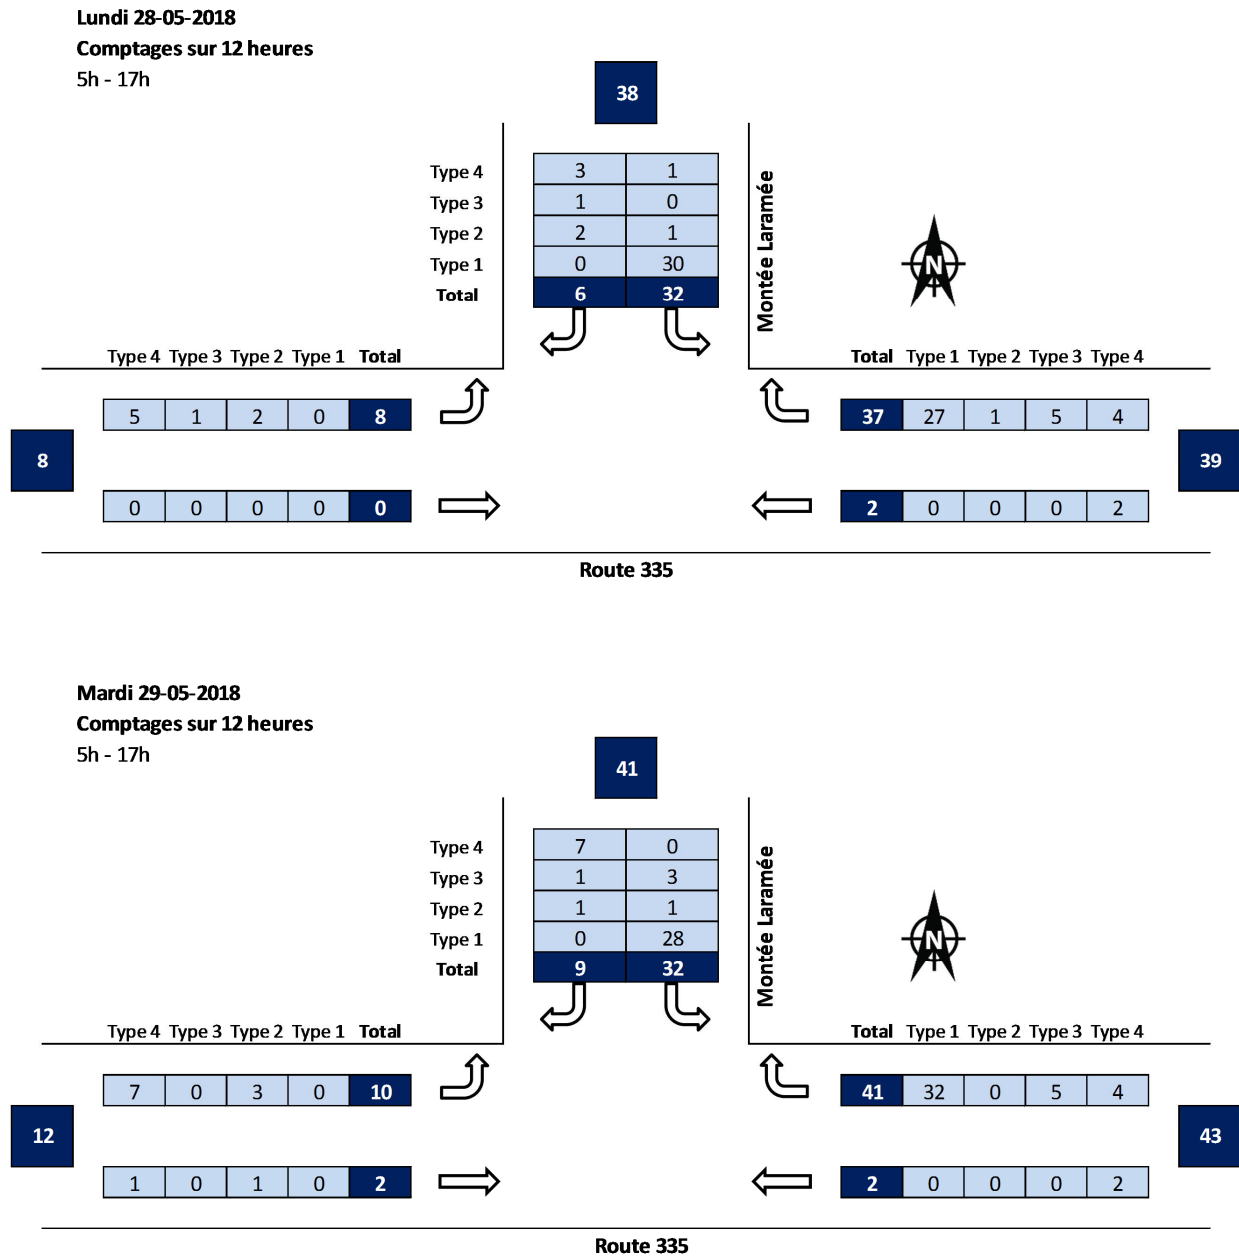 Lundi 28-05-2018
Comptages sur 12 heures
5h - 17h
38
Type 4 3 1
Type 3 1 0
Type 2 2 1
Type 1 0 30
Total 6 32
Montée Laramée
N
Type 4 Type 3 Type 2 Type 1 Total
Total Type 1 Type 2 Type 3 Type 4
5 1 2 0 8
37 27 1 5 4
8
39
0 0 0 0 0
2 0 0 0 2
Route 335
Mardi 29-05-2018
Comptages sur 12 heures
5h - 17h
41
Type 4 7 0
Type 3 1 3
Type 2 1 1
Type 1 0 28
Total 9 32
Montée Laramée
N
Type 4 Type 3 Type 2 Type 1 Total
Total Type 1 Type 2 Type 3 Type 4
7 0 3 0 10
41 32 0 5 4
12
43
1 0 1 0 2
2 0 0 0 2
Route 335